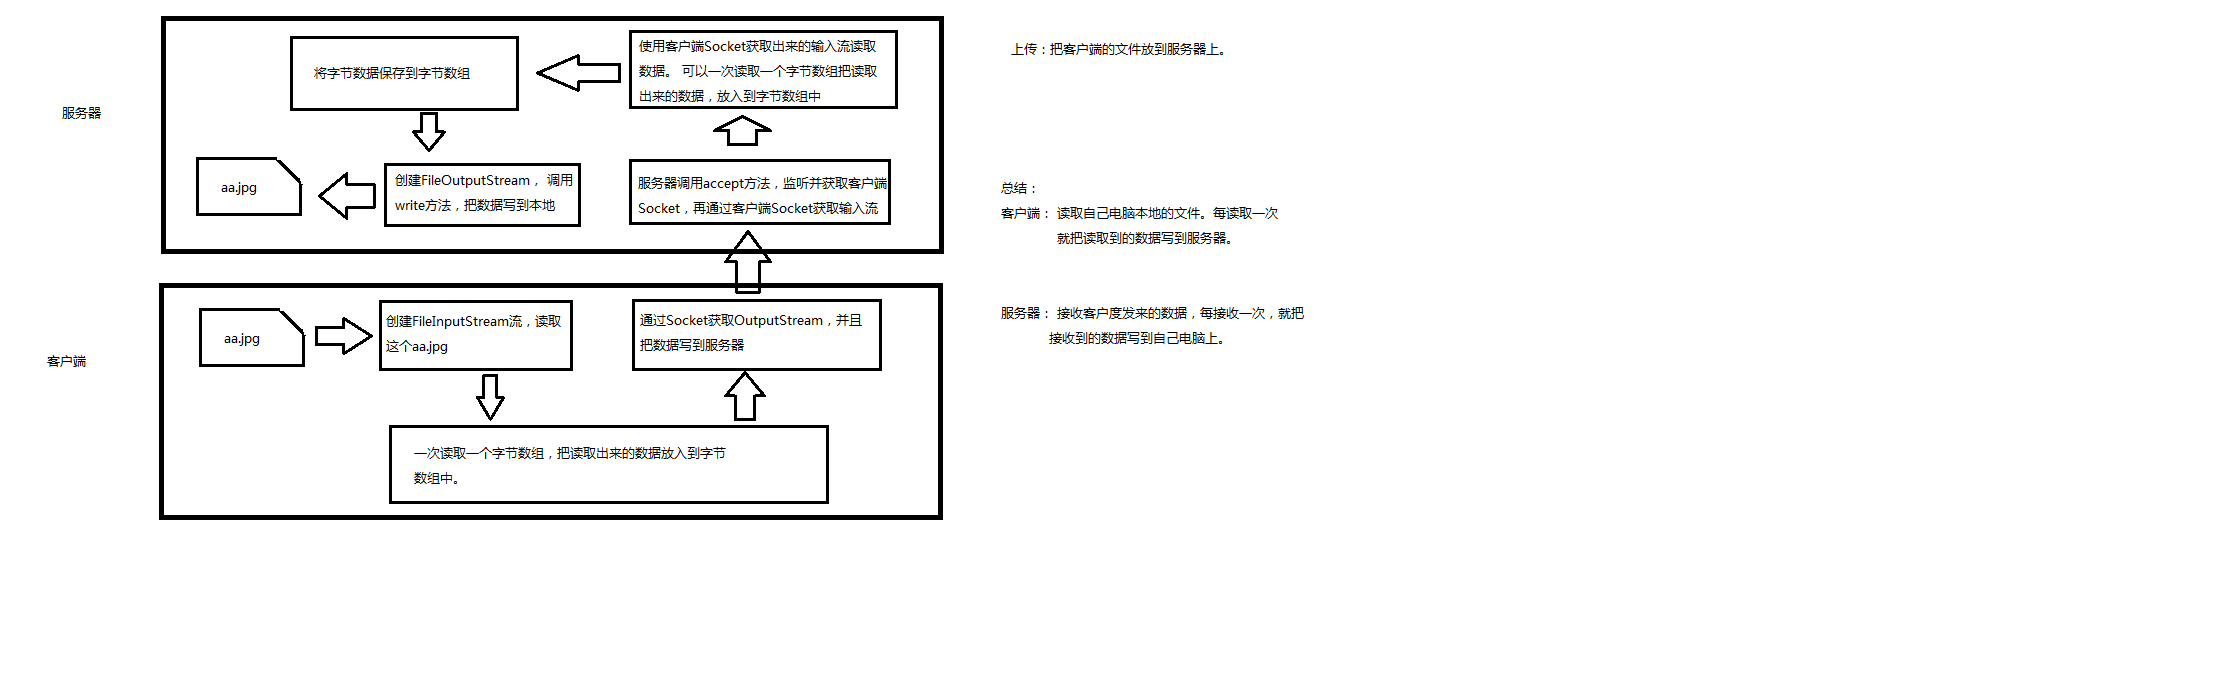 服务器
将字节数据保存到字节数组
使用客户端Socket获取出来的输入流读取
数据。 可以一次读取一个字节数组把读取
出来的数据，放入到字节数组中
aa.jpg
创建FileOutputStream， 调用
write方法，把数据写到本地
服务器调用accept方法，监听并获取客户端
Socket，再通过客户端Socket获取输入流
客户端
aa.jpg
创建FileInputStream流，读取
这个aa.jpg
通过Socket获取OutputStream，并且
把数据写到服务器
一次读取一个字节数组，把读取出来的数据放入到字节
数组中。
上传：把客户端的文件放到服务器上。
总结：
客户端： 读取自己电脑本地的文件。每读取一次
就把读取到的数据写到服务器。
服务器： 接收客户度发来的数据，每接收一次，就把
接收到的数据写到自己电脑上。